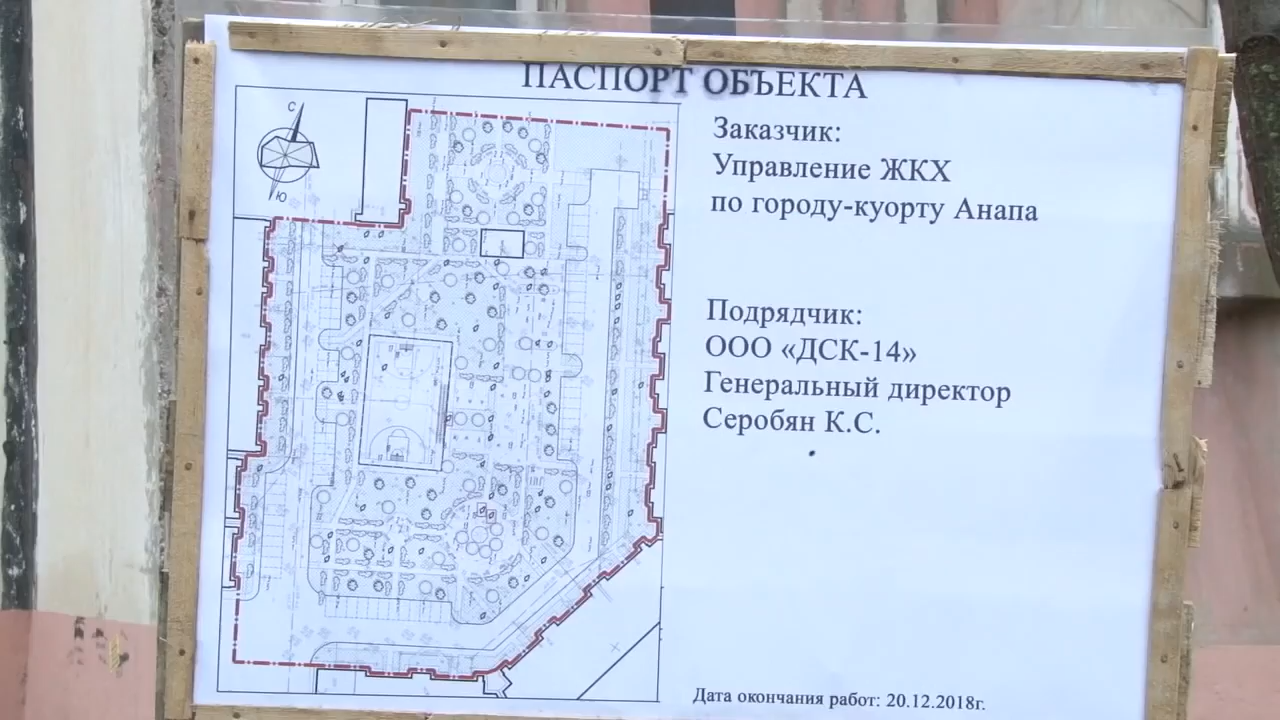 ПАСПОРТ ОБЪЕКТА
С
Ю
Заказчик:
Управление ЖКХ
по городу-куорту Анапа
Подрядчик:
ООО «ДСК-14»
Генеральный директор
Серобян К.С.
Дата окончания работ: 20.12.2018г.